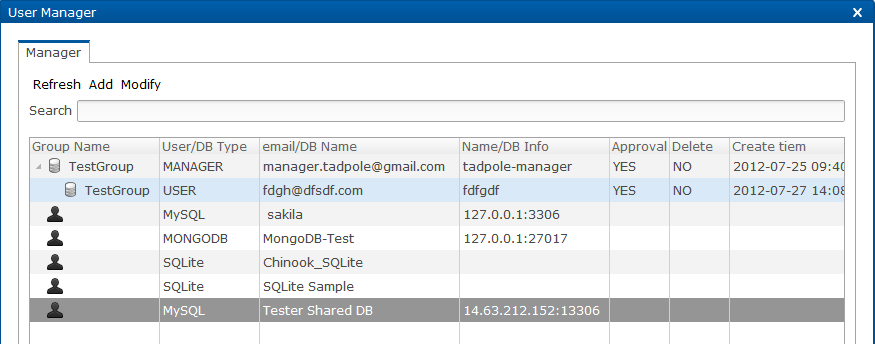 User Manager
Manager
Refresh Add Modify
Search
Group Name User/DB Type email/DB Name Name/DB Info Approval Delete Create tiem
TestGroup MANAGER manager.tadpole@gmail.com tadpole-manager YES NO 2012-07-25 09:40
TestGroup USER fdgh@dfsdf.com fdfgdf YES NO 2012-07-27 14:08
MySQL sakila 127.0.0.1:3306
MONGODB MongoDB-Test 127.0.0.1:27017
SQLite Chinook_SQLite
SQLite SQLite Sample
MySQL Tester Shared DB 14.63.212.152:13306